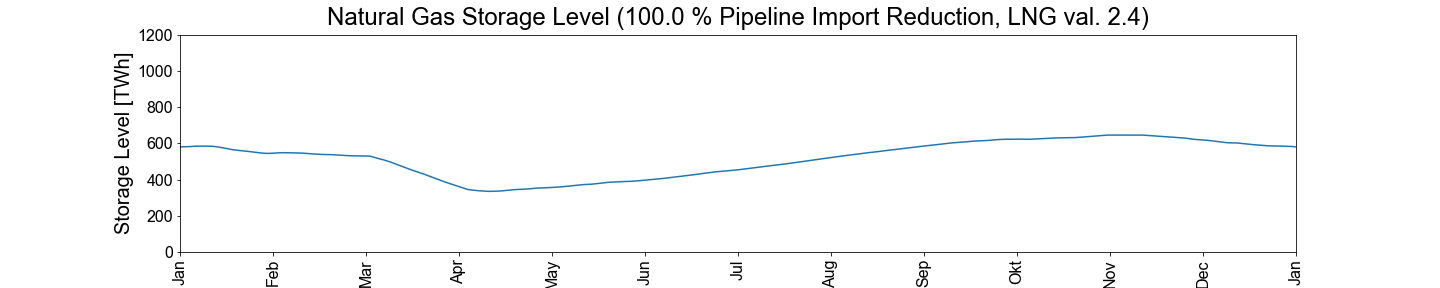 Natural Gas Storage Level (100.0 % Pipeline Import Reduction, LNG val. 2.4)
Storage Level [TWh]
1200
1000
800
600
400
200
0
Jan
Feb
Mar
Apr
May
Jun
Jul
Aug
Sep
Okt
Nov
Dec
Jan